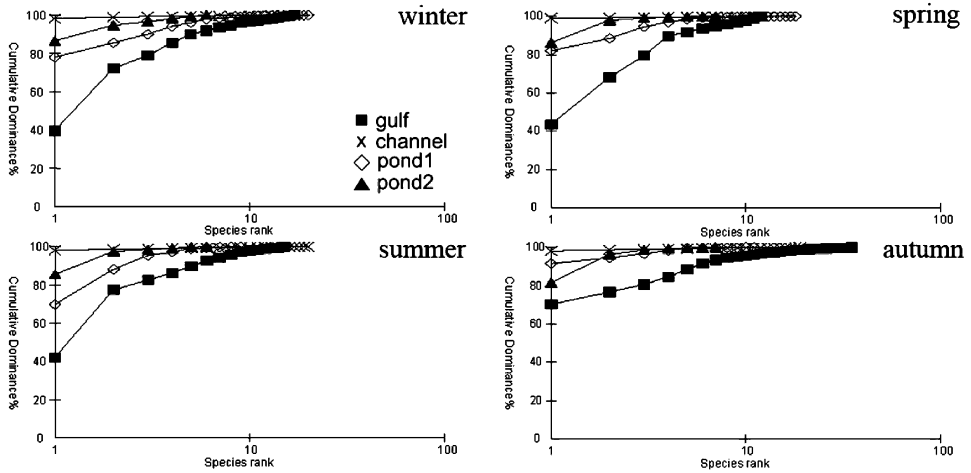 winter
Cumulative Dominance%
100
80
60
40
20
0
1
10
100
Species rank
gulf
channel
pond1
pond2
spring
Cumulative Dominance%
100
80
60
40
20
0
1
10
100
Species rank
summer
Cumulative Dominance%
100
80
60
40
20
0
1
10
100
Species rank
autumn
Cumulative Dominance%
100
80
60
40
20
0
1
10
100
Species rank